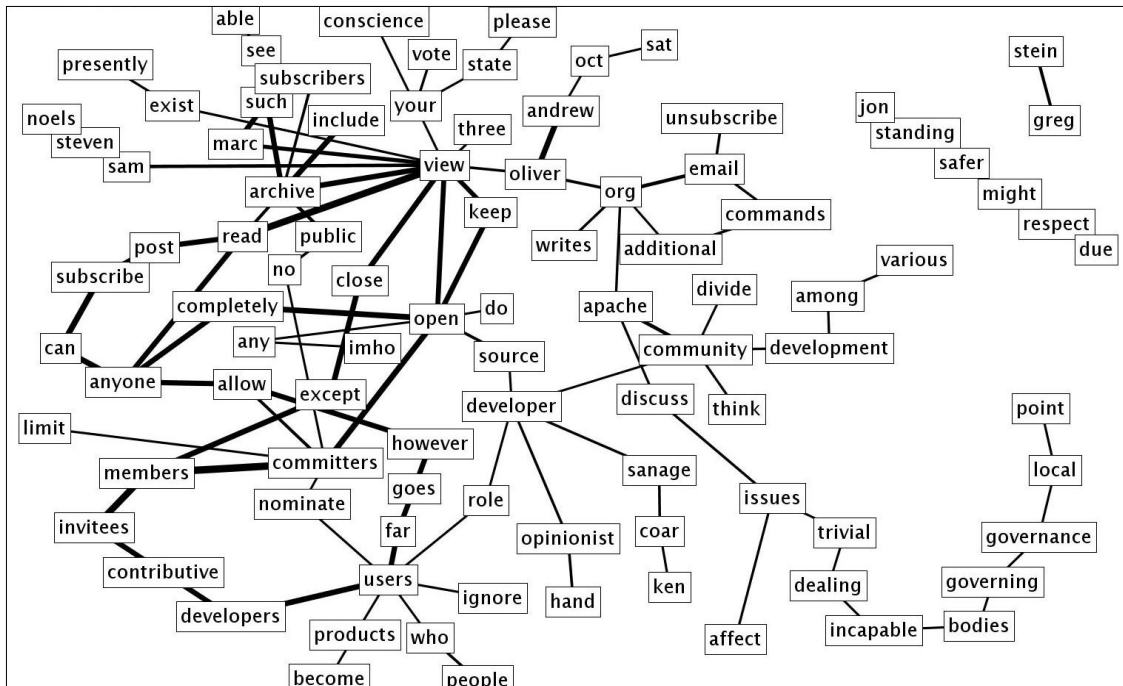 able
conscience
please
see
vote
state
oct
sat
stein
presently
subscribers
exist
such
your
andrew
noels
include
unsubscribe
jon
greg
steven
marc
three
standing
sam
view
oliver
email
safer
archive
org
might
keep
commands
post
read
public
writes
additional
respect
due
subscribe
no
close
various
completely
open
do
apache
divide
among
can
any
imho
source
community
development
anyone
allow
except
developer
discuss
think
point
limit
however
members
committers
sanage
local
goes
issues
nominate
role
invitees
far
opinionist
coar
trivial
governance
contributive
users
ken
dealing
governing
developers
ignore
hand
products
who
affect
incapable
bodies
become
people